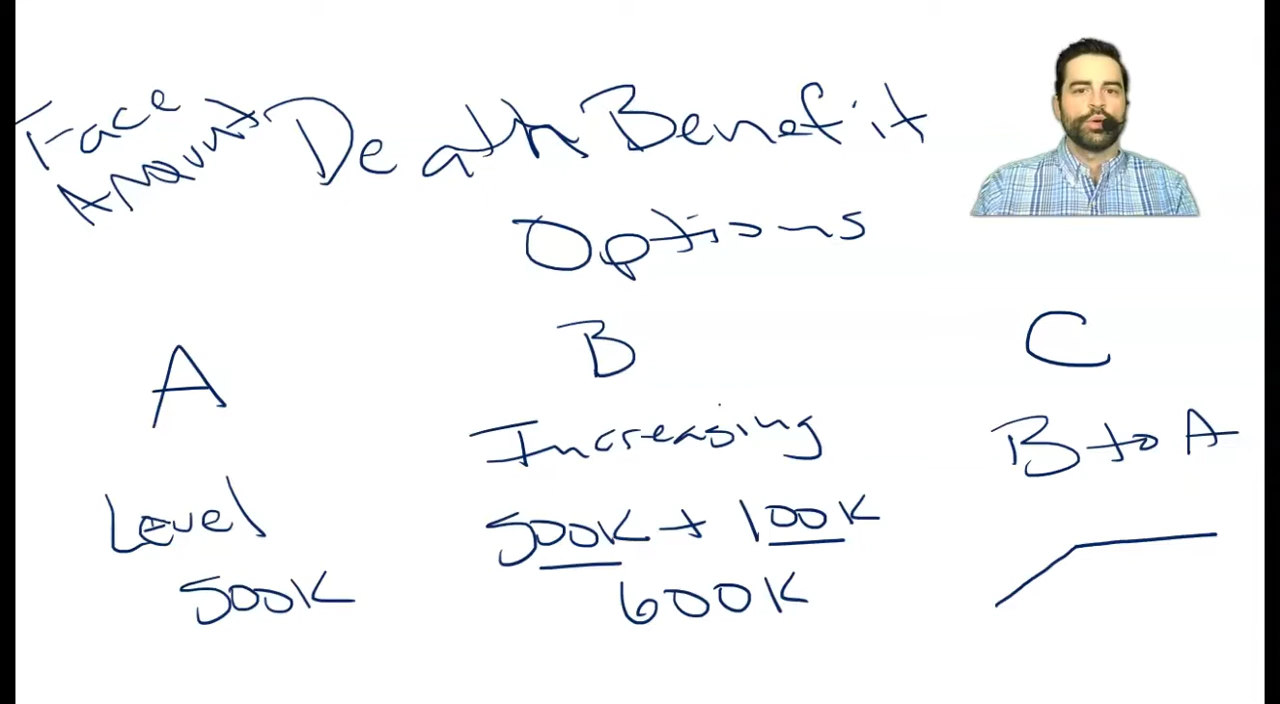 Face
Amount
Death Benefit
Options
A
Level
500K
B
Increasing
500K + 100K
600K
C
B to A